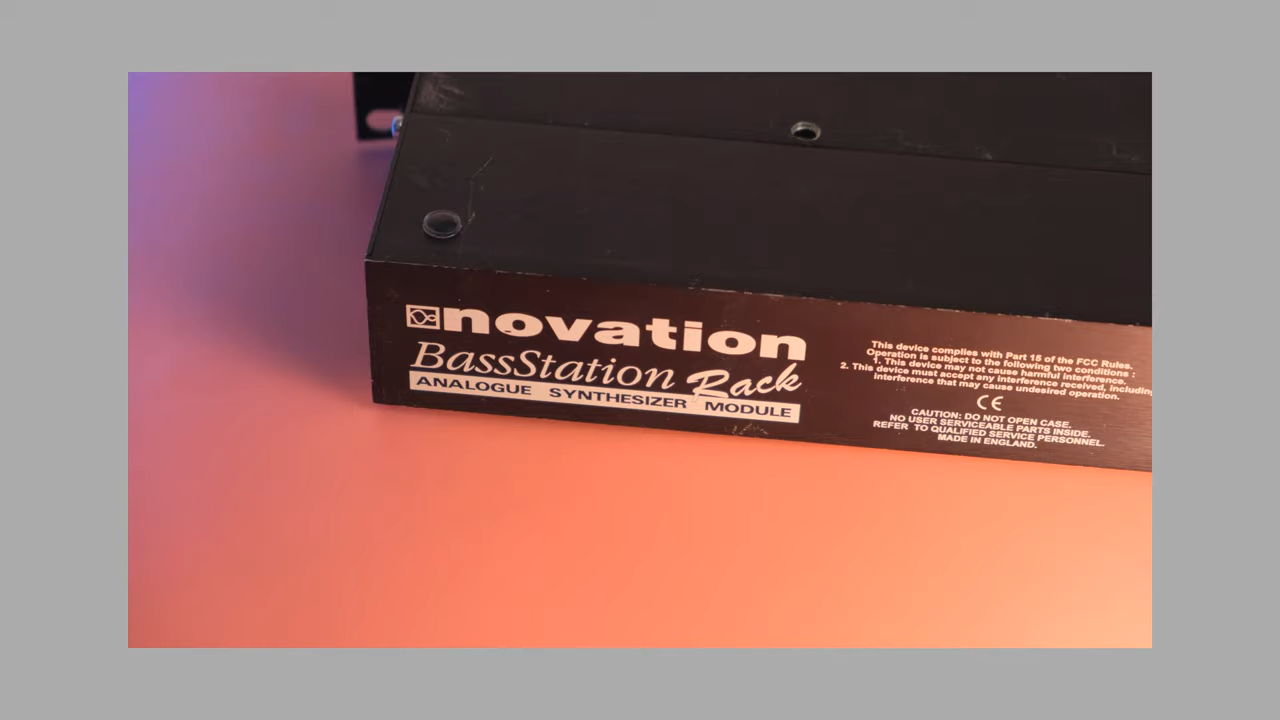 novation
BassStation Rack
ANALOGUE SYNTHESIZER MODULE
This device complies with Part 15 of the FCC Rules.
Operation is subject to the following two conditions :
1. This device may not cause harmful interference.
2. This device must accept any interference received, including
interference that may cause undesired operation.
CE
CAUTION: DO NOT OPEN CASE.
NO USER SERVICEABLE PARTS INSIDE.
REFER TO QUALIFIED SERVICE PERSONNEL.
MADE IN ENGLAND.